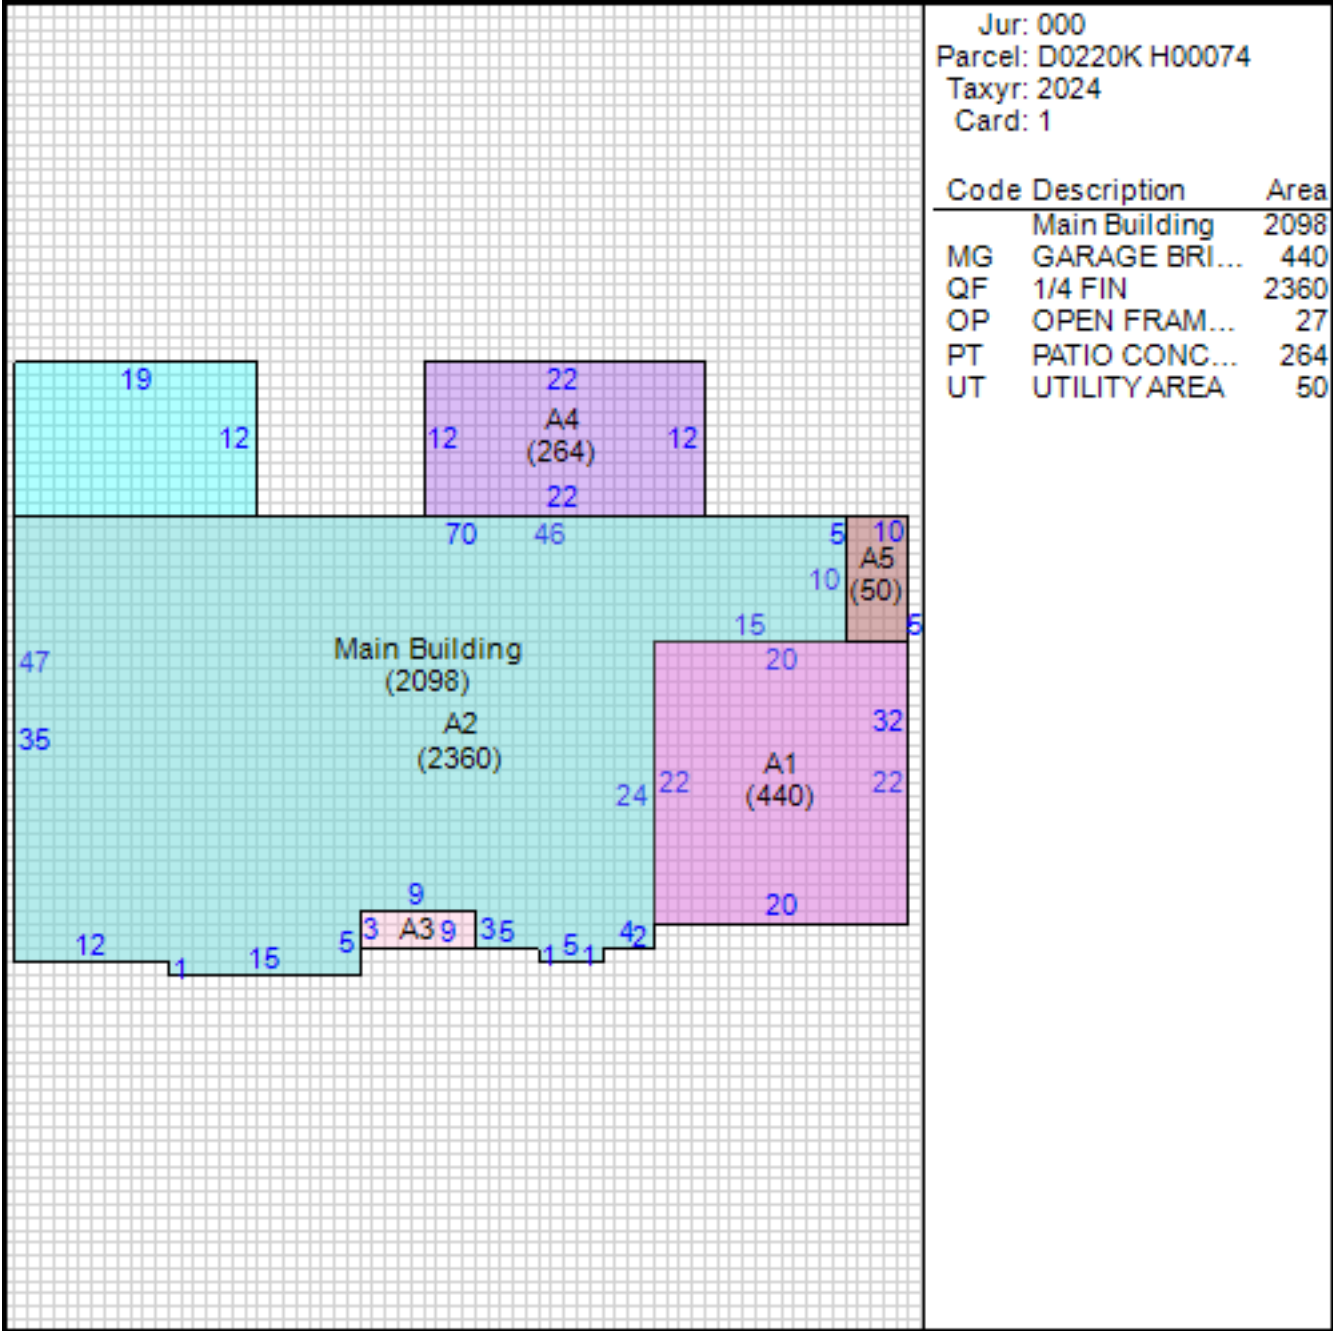 Jur: 000
Parcel: D0220K H00074
Taxyr: 2024
Card: 1
Code Description Area
Main Building 2098
MG GARAGE BRI... 440
QF 1/4 FIN 2360
OP OPEN FRAM... 27
PT PATIO CONC... 264
UT UTILITY AREA 50
19 22
12 12 A4 12
(264)
22
70 46 5 10
A5
10 (50)
15 5
47 Main Building 20
(2098)
35 A2 32
(2360)
A1
24 22 (440) 22
9 20
3 A3 9 3 5 4 2
12 1 15 5 1 5 1